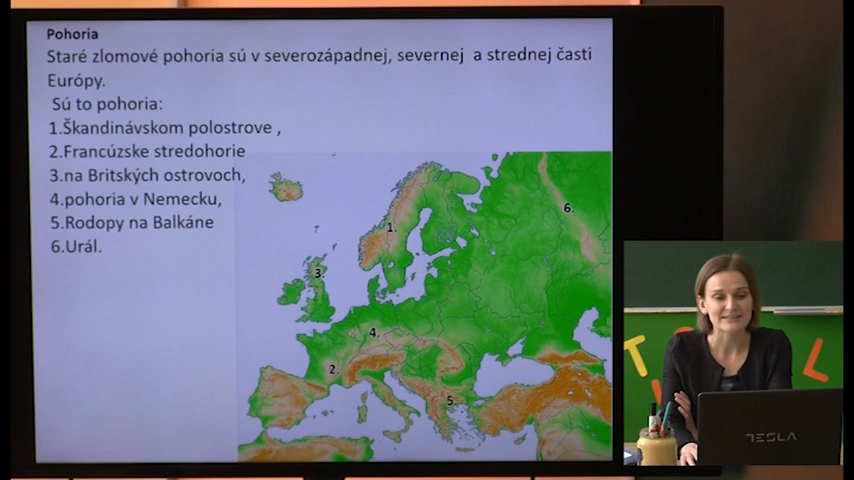 Pohoria
Staré zlomové pohoria sú v severozápadnej, severnej a strednej časti
Európy.
Sú to pohoria:
1.Škandinávskom polostrove ,
2.Francúzske stredohorie
3.na Britských ostrovoch,
4.pohoria v Nemecku,
5.Rodopy na Balkáne
6.Urál.
6.
1.
3.
4.
2.
5.
TESLA